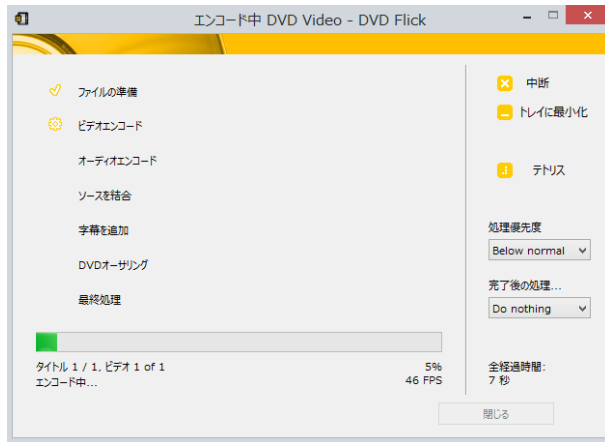 エンコード中 DVD Video - DVD Flick
ファイルの準備
ビデオエンコード
オーディオエンコード
ソースを結合
字幕を追加
DVDオーサリング
最終処理
タイトル 1 / 1, ビデオ 1 of 1
5%
エンコード中...
46 FPS
中断
トレイに最小化
テトリス
処理優先度
Below normal
完了後の処理...
Do nothing
全経過時間:
7 秒
閉じる